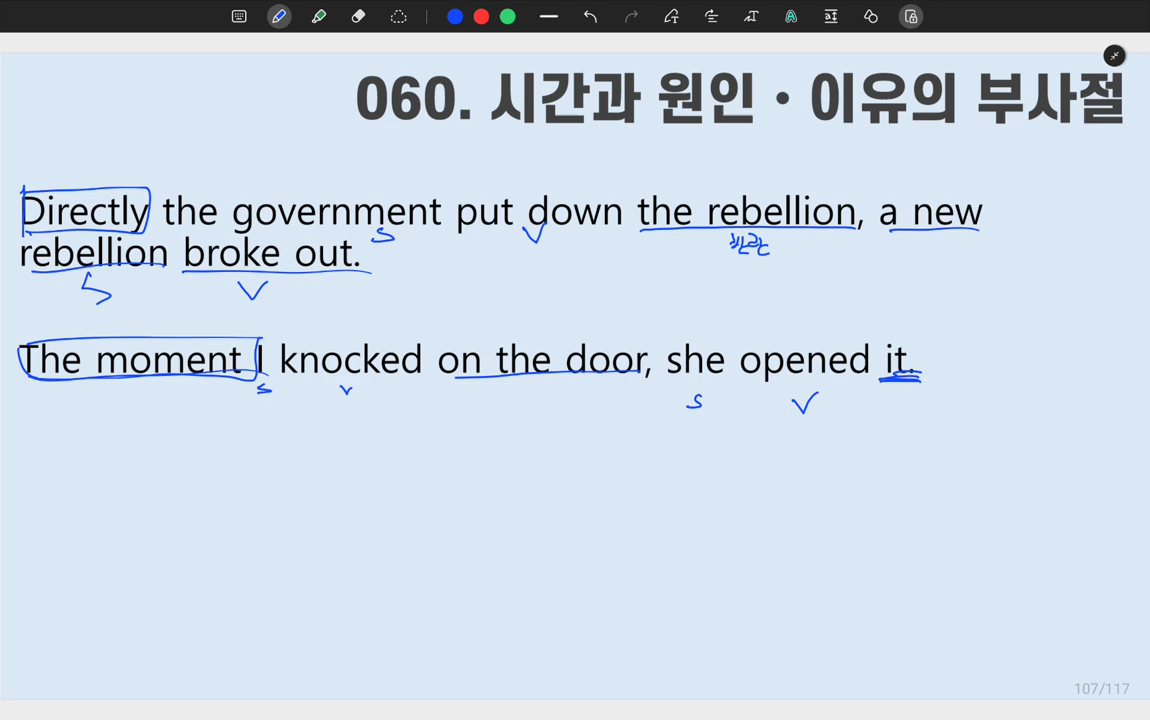 060. 시간과 원인・이유의 부사절
Directly the government put down the rebellion, a new
S V 반란
rebellion broke out.
S V
The moment I knocked on the door, she opened it.
S V S V
107/117